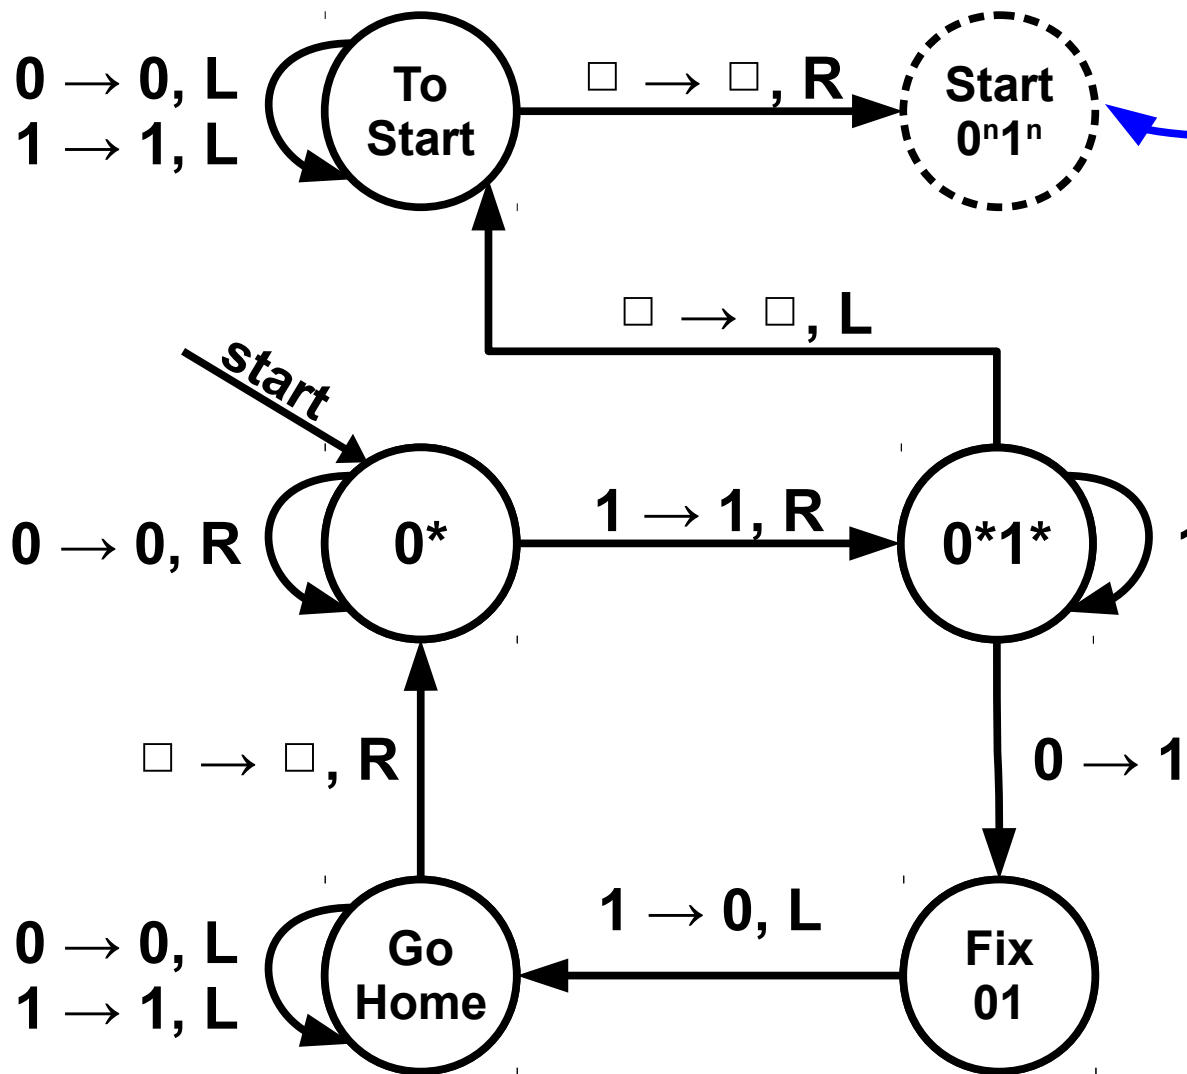 0 → 0, L
1 → 1, L
To
Start
□ → □, R
Start
0ⁿ1ⁿ
□ → □, L
start
0 → 0, R
0*
1 → 1, R
0*1*
□ → □, R
0 → 1
0 → 0, L
1 → 1, L
Go
Home
1 → 0, L
Fix
01